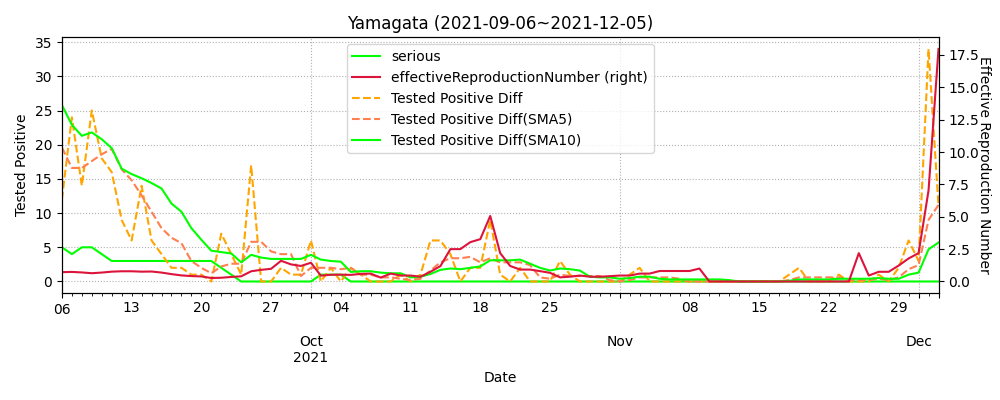 Yamagata (2021-09-06~2021-12-05)
serious
effectiveReproductionNumber (right)
Tested Positive Diff
Tested Positive Diff(SMA5)
Tested Positive Diff(SMA10)
Tested Positive
35
30
25
20
15
10
5
0
17.5
15.0
12.5
10.0
7.5
5.0
2.5
0.0
Effective Reproduction Number
06 13 20 27 04 11 18 25 08 15 22 29
Oct Nov Dec
2021
Date